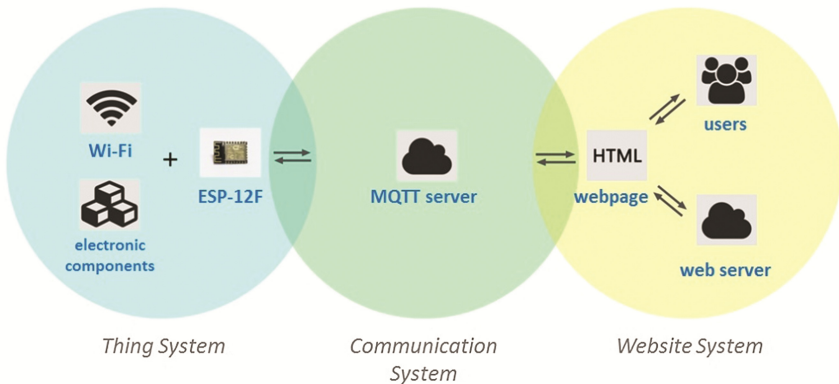 Wi-Fi
+
ESP-12F
electronic
components
MQTT server
HTML
webpage
users
web server
Thing System
Communication
System
Website System